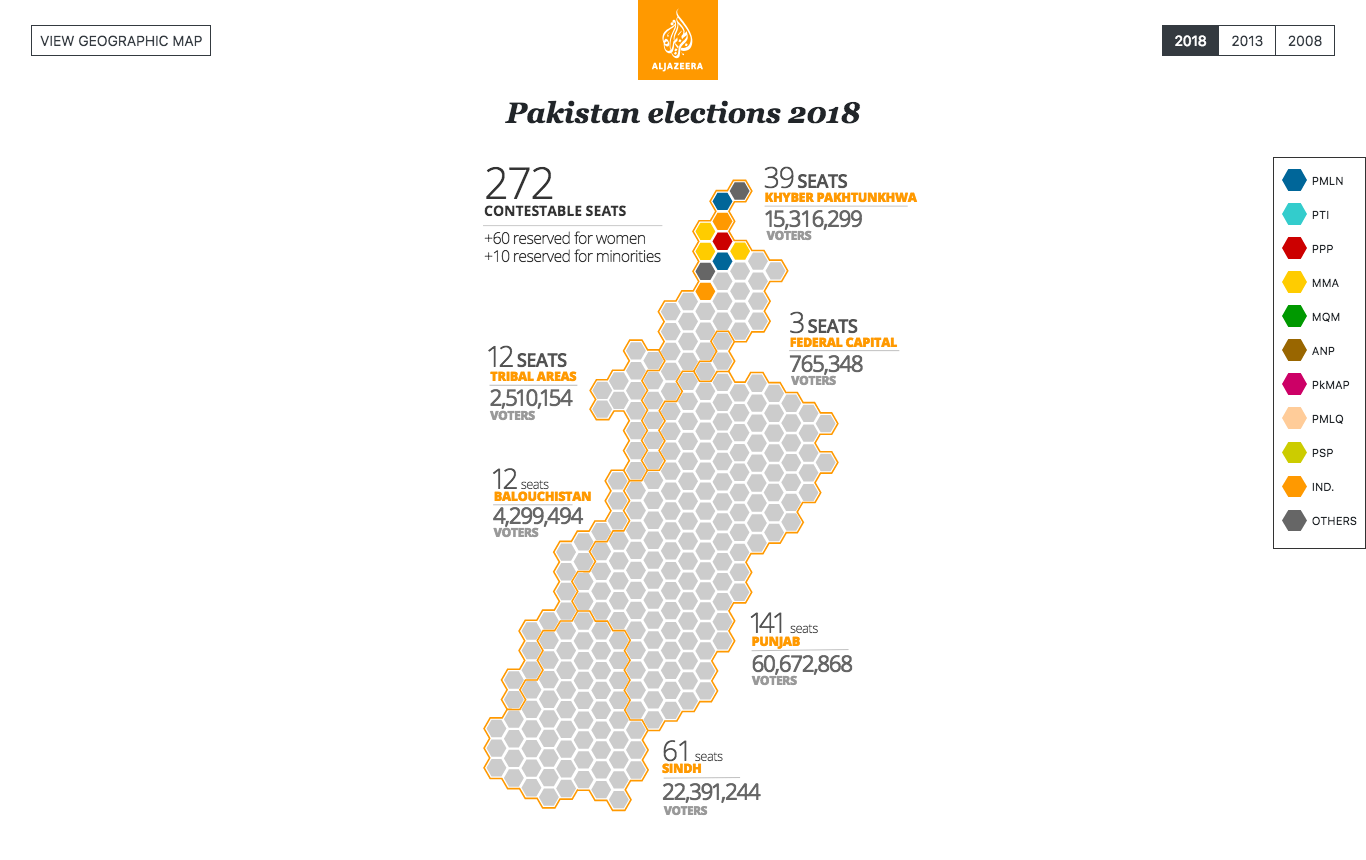 VIEW GEOGRAPHIC MAP
ALJAZEERA
2018
2013
2008
Pakistan elections 2018
272
CONTESTABLE SEATS
+60 reserved for women
+10 reserved for minorities
39 SEATS
KHYBER PAKHTUNKHWA
15,316,299
VOTERS
3 SEATS
FEDERAL CAPITAL
765,348
VOTERS
12 SEATS
TRIBAL AREAS
2,510,154
VOTERS
12 seats
BALOUCHISTAN
4,299,494
VOTERS
141 seats
PUNJAB
60,672,868
VOTERS
61 seats
SINDH
22,391,244
VOTERS
PMLN
PTI
PPP
MMA
MQM
ANP
PkMAP
PMLQ
PSP
IND.
OTHERS